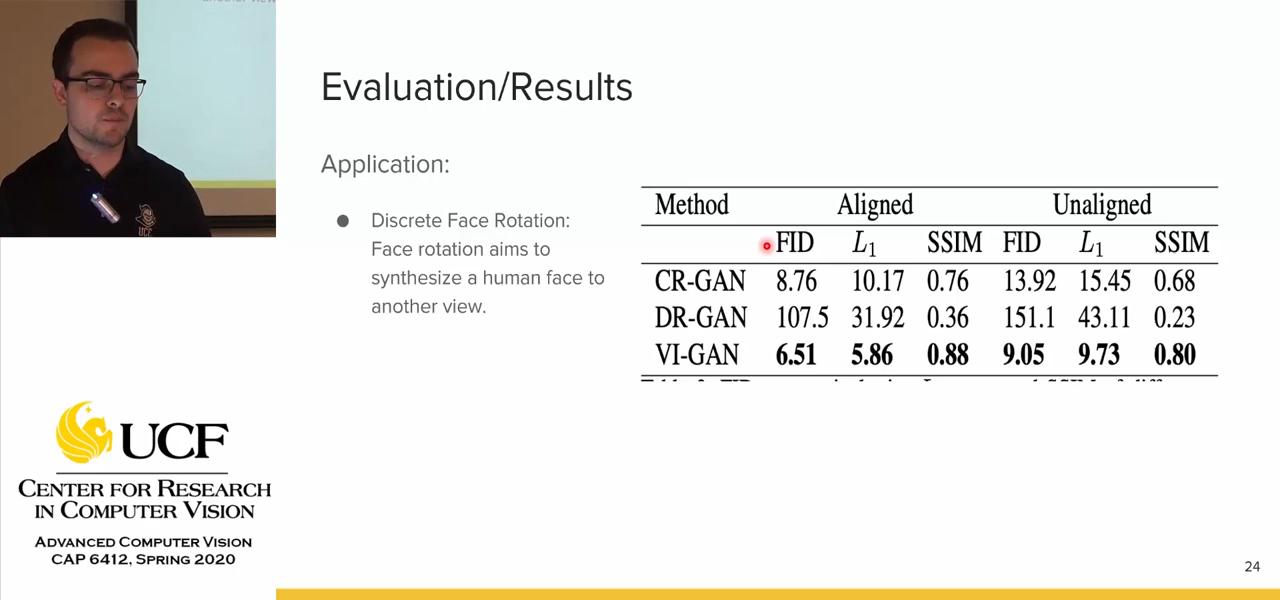 Evaluation/Results
Application:
● Discrete Face Rotation:
Face rotation aims to
synthesize a human face to
another view.
Method Aligned Unaligned
FID L1 SSIM FID L1 SSIM
CR-GAN 8.76 10.17 0.76 13.92 15.45 0.68
DR-GAN 107.5 31.92 0.36 151.1 43.11 0.23
VI-GAN 6.51 5.86 0.88 9.05 9.73 0.80
UCF
UCF
CENTER FOR RESEARCH
IN COMPUTER VISION
ADVANCED COMPUTER VISION
CAP 6412, SPRING 2020
24